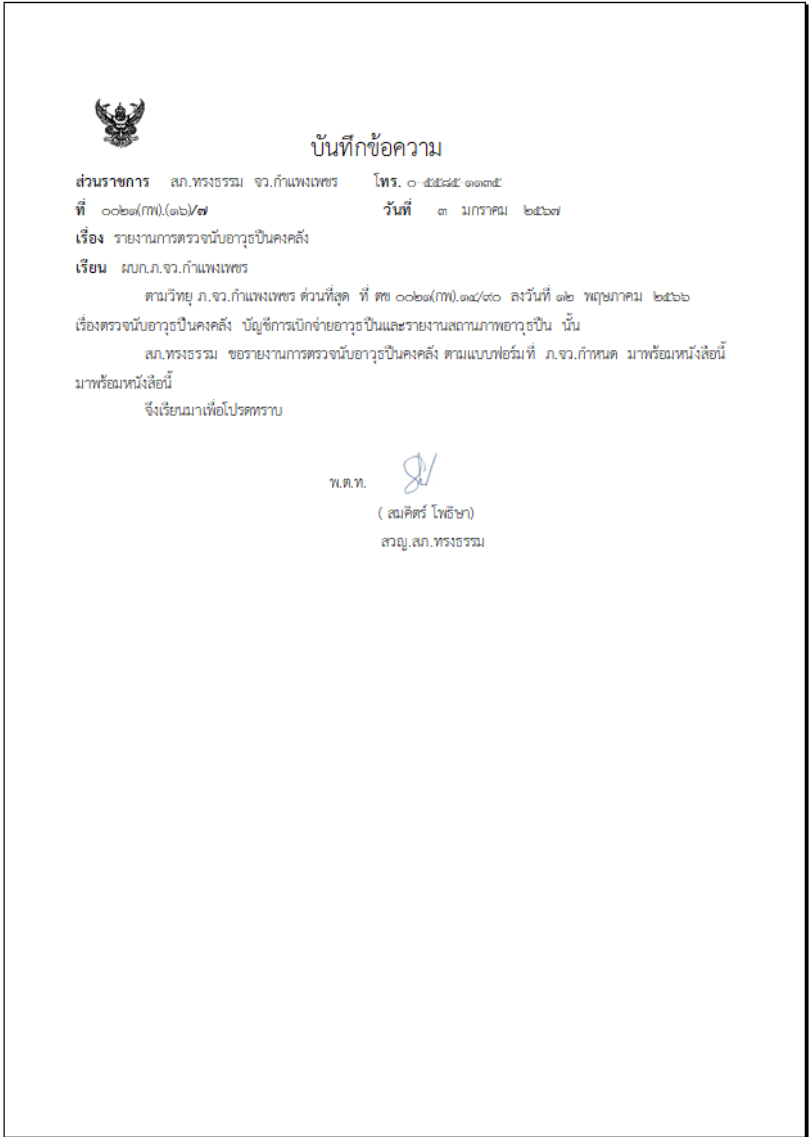 บันทึกข้อความ
ส่วนราชการ สภ.ทรงธรรม จว.กำแพงเพชร โทร. ๐-๕๕๘๕ ๑๑๓๕
ที่ ๐๐๒๑(กพ).(๑๖)/๗ วันที่ ๓ มกราคม ๒๕๖๗
เรื่อง รายงานการตรวจนับอาวุธปืนคงคลัง
เรียน ผบก.ภ.จว.กำแพงเพชร
ตามวิทยุ ภ.จว.กำแพงเพชร ด่วนที่สุด ที่ ตช ๐๐๒๑(กพ).๑๔/๙๐ ลงวันที่ ๑๒ พฤษภาคม ๒๕๖๖
เรื่องตรวจนับอาวุธปืนคงคลัง บัญชีการเบิกจ่ายอาวุธปืนและรายงานสถานภาพอาวุธปืน นั้น
สภ.ทรงธรรม ขอรายงานการตรวจนับอาวุธปืนคงคลัง ตามแบบฟอร์มที่ ภ.จว.กำหนด มาพร้อมหนังสือนี้
มาพร้อมหนังสือนี้
จึงเรียนมาเพื่อโปรดทราบ
พ.ต.ท.
( สมคิตร์ โพธิษา)
สวญ.สภ.ทรงธรรม